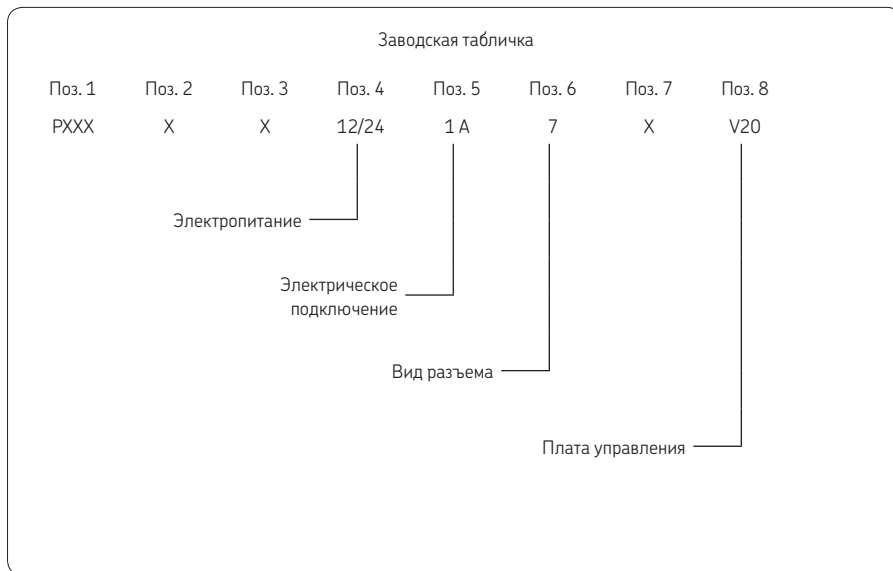 Заводская табличка
Поз. 1 Поз. 2 Поз. 3 Поз. 4 Поз. 5 Поз. 6 Поз. 7 Поз. 8
PXXX X X 12/24 1 A 7 X V20
Электропитание
Электрическое
подключение
Вид разъема
Плата управления